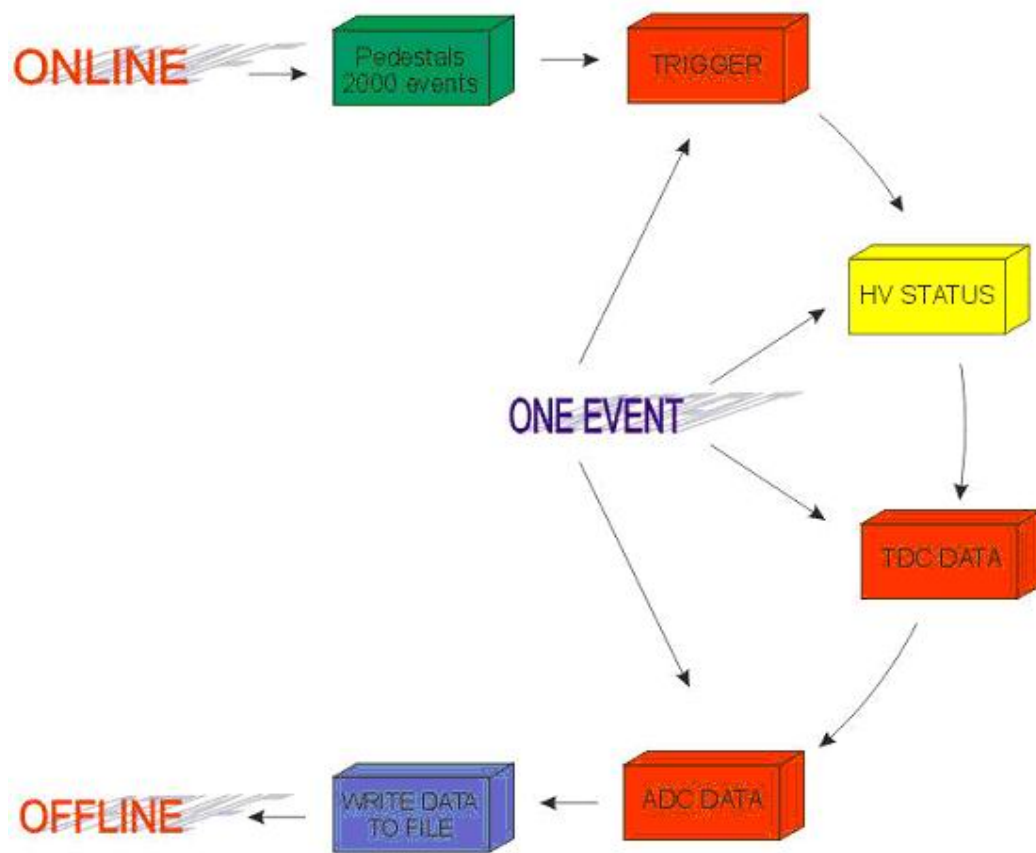 ONLINE
Pedestals
2000 events
TRIGGER
HV STATUS
ONE EVENT
TDC DATA
ADC DATA
WRITE DATA
TO FILE
OFFLINE